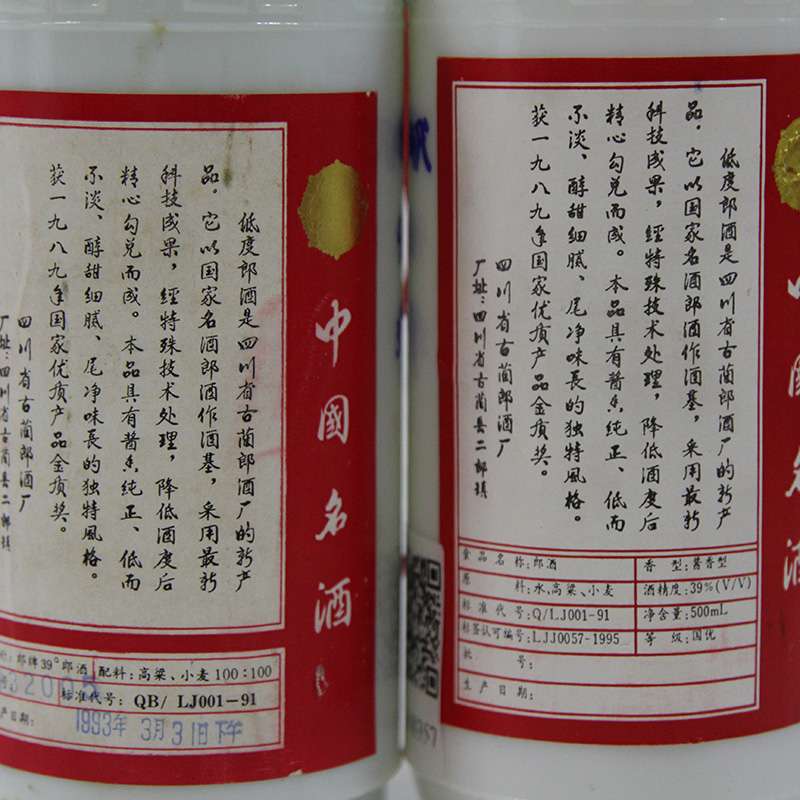 低度郎酒是四川省古蔺郎酒厂的新产
品，它以国家名酒郎酒作酒基，采用最新
科技成果，经特殊技术处理，降低酒度后
精心勾兑而成。本品具有酱香纯正、低而
不淡、醇甜细腻、尾净味长的独特风格。
获一九八九年国家优质产品金质奖。
四川省古蔺郎酒厂
厂址：四川省古蔺县二郎镇
中國名酒
郎牌39°郎酒
配料：高粱、小麦100:100
标准代号：QB/ LJ001-91
产日期：
1993年 3月 31日下午
低度郎酒是四川省古蔺郎酒厂的新产
品，它以国家名酒郎酒作酒基，采用最新
科技成果，经特殊技术处理，降低酒度后
精心勾兑而成。本品具有酱香纯正、低而
不淡、醇甜细腻、尾净味長的独特风格。
获一九八九年国家优质产品金质奖。
四川省古蔺郎酒厂
厂址：四川省古蔺县二郎镇
中國名酒
食品名称:郎酒
香型:酱香型
原料:水、高粱、小麦
酒精度:39%(V/V)
标准代号:Q/LJ001-91
净含量:500mL
标签认可编号:LJJ0057-1995
等级:国优
批号:
生产日期: